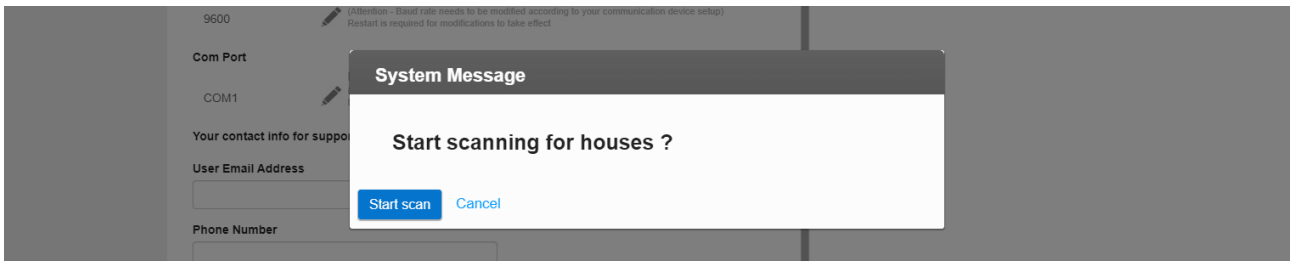 9600
(Attention - Baud rate needs to be modified according to your communication device setup)
Restart is required for modifications to take effect
Com Port
System Message
COM1
Your contact info for suppo
Start scanning for houses ?
User Email Address
Start scan Cancel
Phone Number